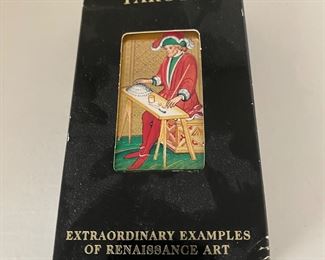 EXTRAORDINARY EXAMPLES
OF RENAISSANCE ART